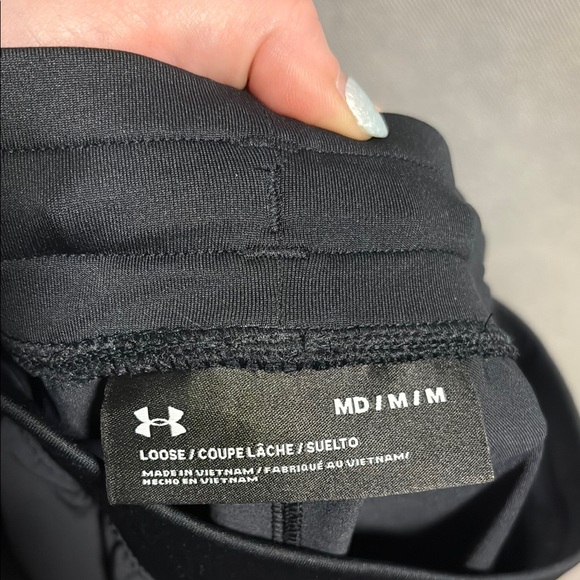 MD / M / M
LOOSE / COUPE LÂCHE / SUELTO
MADE IN VIETNAM / FABRIQUÉ AU VIETNAM/
HECHO EN VIETNAM